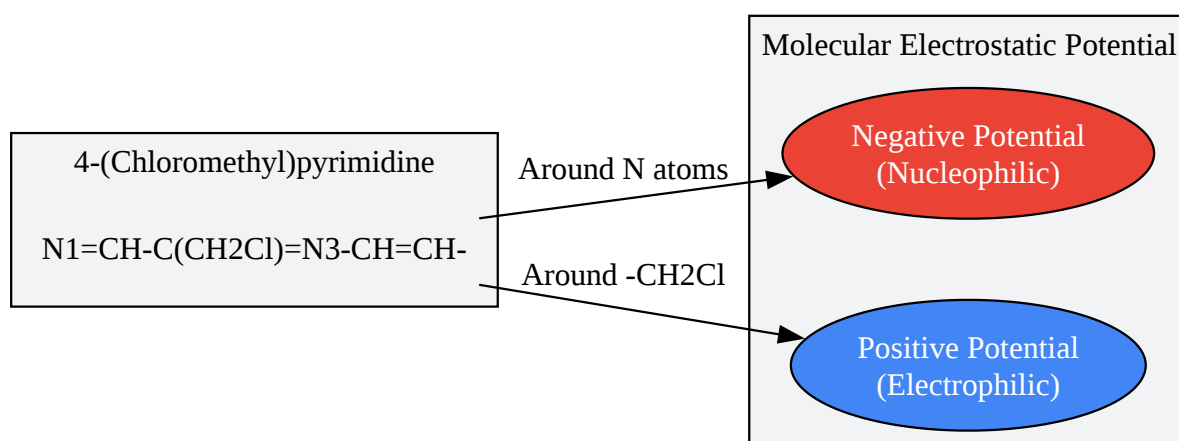 Molecular Electrostatic Potential
4-(Chloromethyl)pyrimidine
N1=CH-C(CH2Cl)=N3-CH=CH-
Around N atoms
Negative Potential
(Nucleophilic)
Around -CH2Cl
Positive Potential
(Electrophilic)